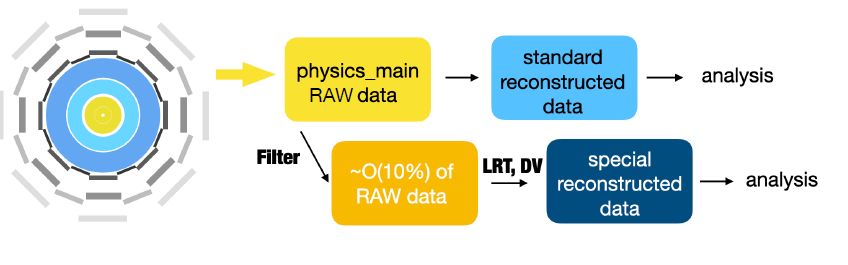 physics_main
RAW data
standard
reconstructed
data
analysis
Filter
~O(10%) of
RAW data
LRT, DV
special
reconstructed
data
analysis